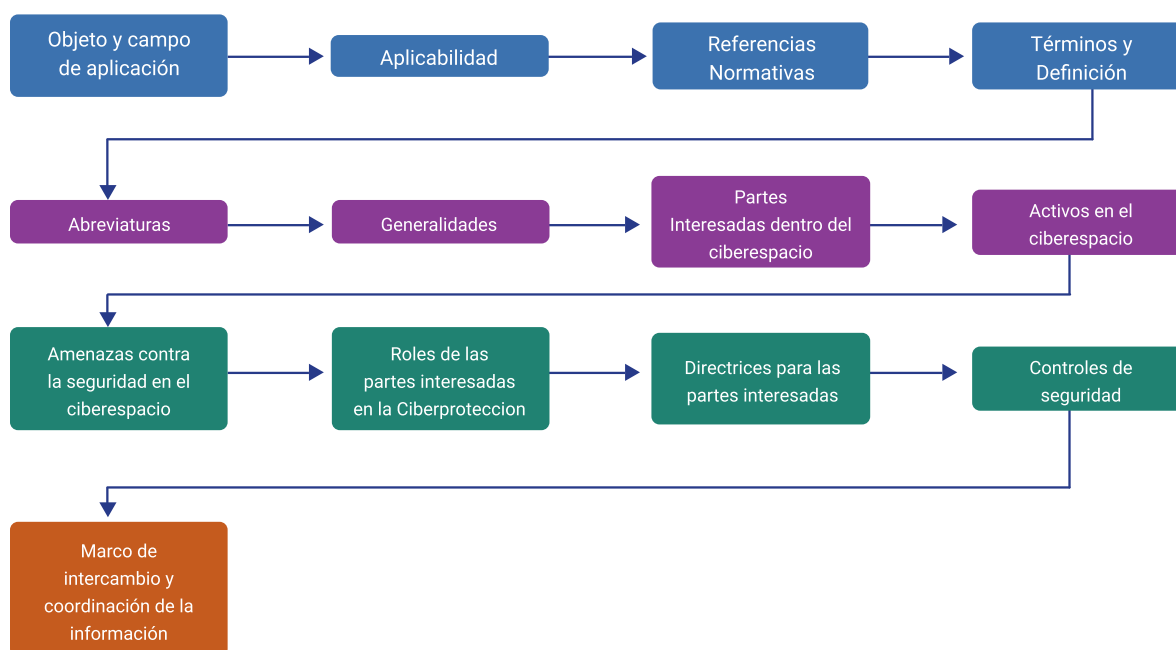 Objeto y campo
de aplicación
Aplicabilidad
Referencias
Normativas
Términos y
Definición
Abreviaturas
Generalidades
Partes
Interesadas dentro del
ciberespacio
Activos en el
ciberespacio
Amenazas contra
la seguridad en el
ciberespacio
Roles de las
partes interesadas
en la Ciberproteccion
Directrices para las
partes interesadas
Controles de
seguridad
Marco de
intercambio y
coordinación de la
información